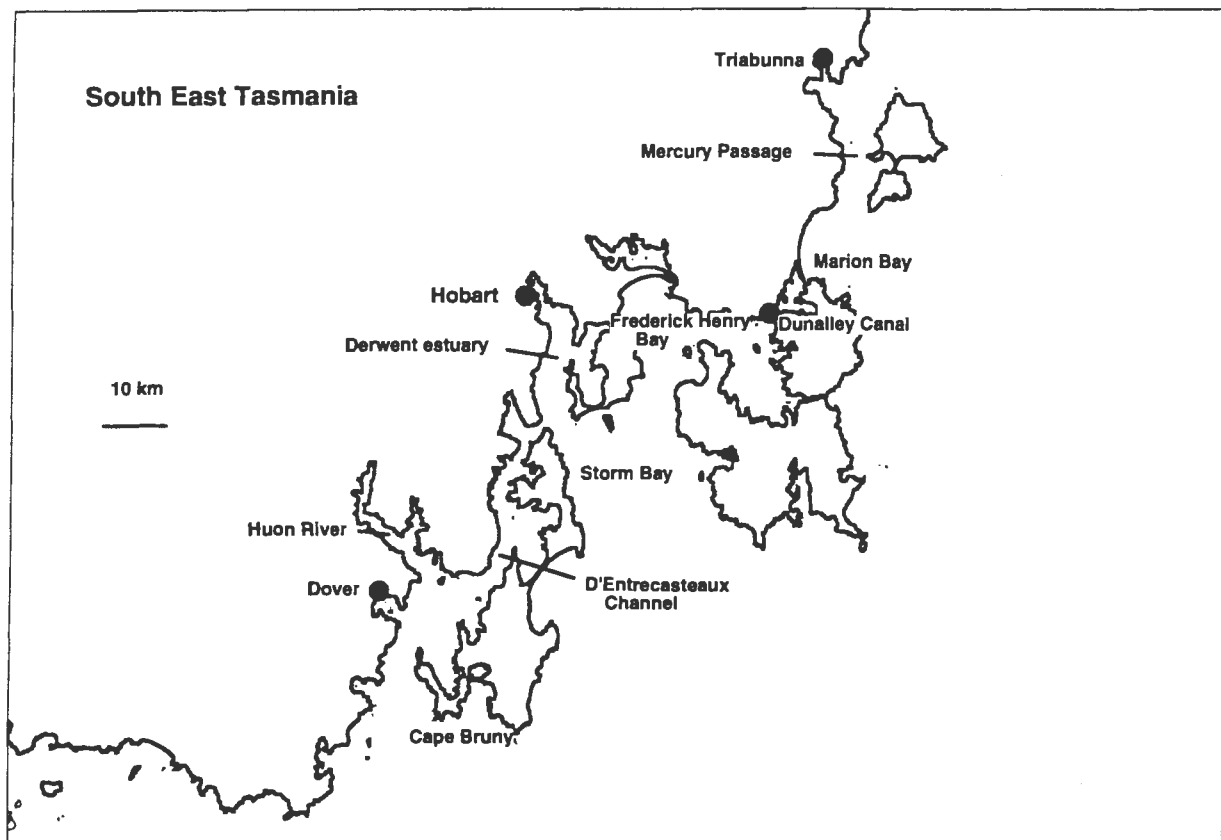 Triabunna
South East Tasmania
Mercury Passage
Marion Bay
Hobart
Frederick Henry
Bay
Dunalley Canal
Derwent estuary
10 km
Storm Bay
Huon River
Dover
D'Entrecasteaux
Channel
Cape Bruny